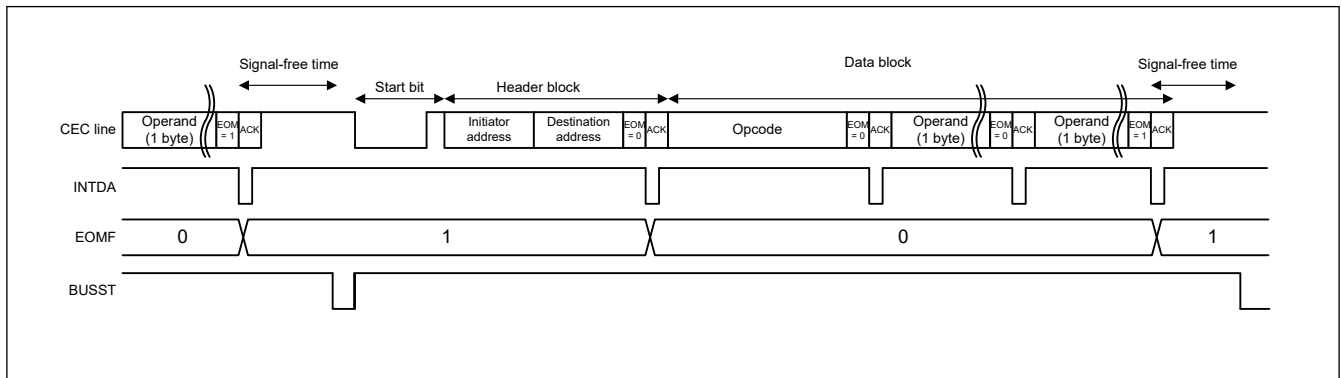 Signal-free time
Start bit
Header block
Data block
Signal-free time
CEC line
Operand
(1 byte)
EOM
= 1
ACK
Initiator
address
Destination
address
EOM
= 0
ACK
Opcode
EOM
= 0
ACK
Operand
(1 byte)
EOM
= 0
ACK
Operand
(1 byte)
EOM
= 1
ACK
INTDA
EOMF
0
1
0
1
BUSST